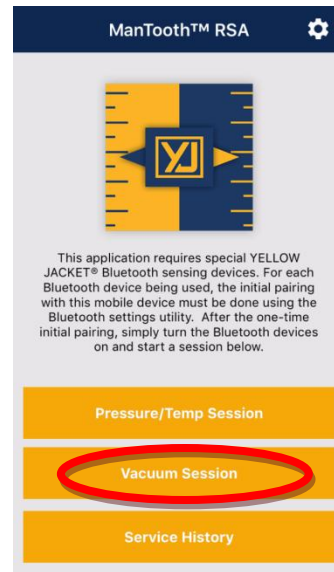 ManTooth™ RSA
YJ
This application requires special YELLOW
JACKET® Bluetooth sensing devices. For each
Bluetooth device being used, the initial pairing
with this mobile device must be done using the
Bluetooth settings utility. After the one-time
initial pairing, simply turn the Bluetooth devices
on and start a session below.
Pressure/Temp Session
Vacuum Session
Service History